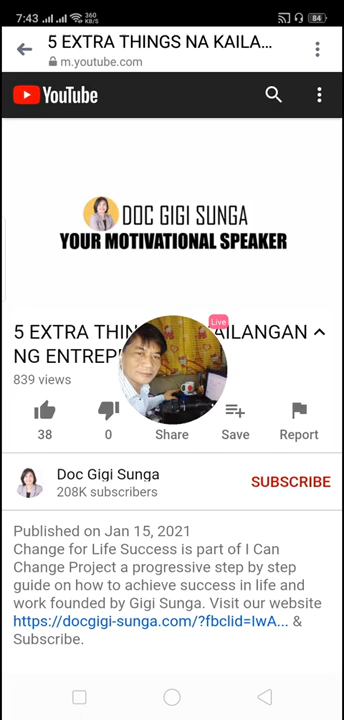 7:43
360
KB/S
84
5 EXTRA THINGS NA KAILA...
m.youtube.com
YouTube
DOC GIGI SUNGA
YOUR MOTIVATIONAL SPEAKER
Live
5 EXTRA THIN AILANGAN
NG ENTREP
839 views
38 0 Share Save Report
Doc Gigi Sunga
208K subscribers
SUBSCRIBE
Published on Jan 15, 2021
Change for Life Success is part of I Can
Change Project a progressive step by step
guide on how to achieve success in life and
work founded by Gigi Sunga. Visit our website
https://docgigi-sunga.com/?fbclid=IwA... &
Subscribe.